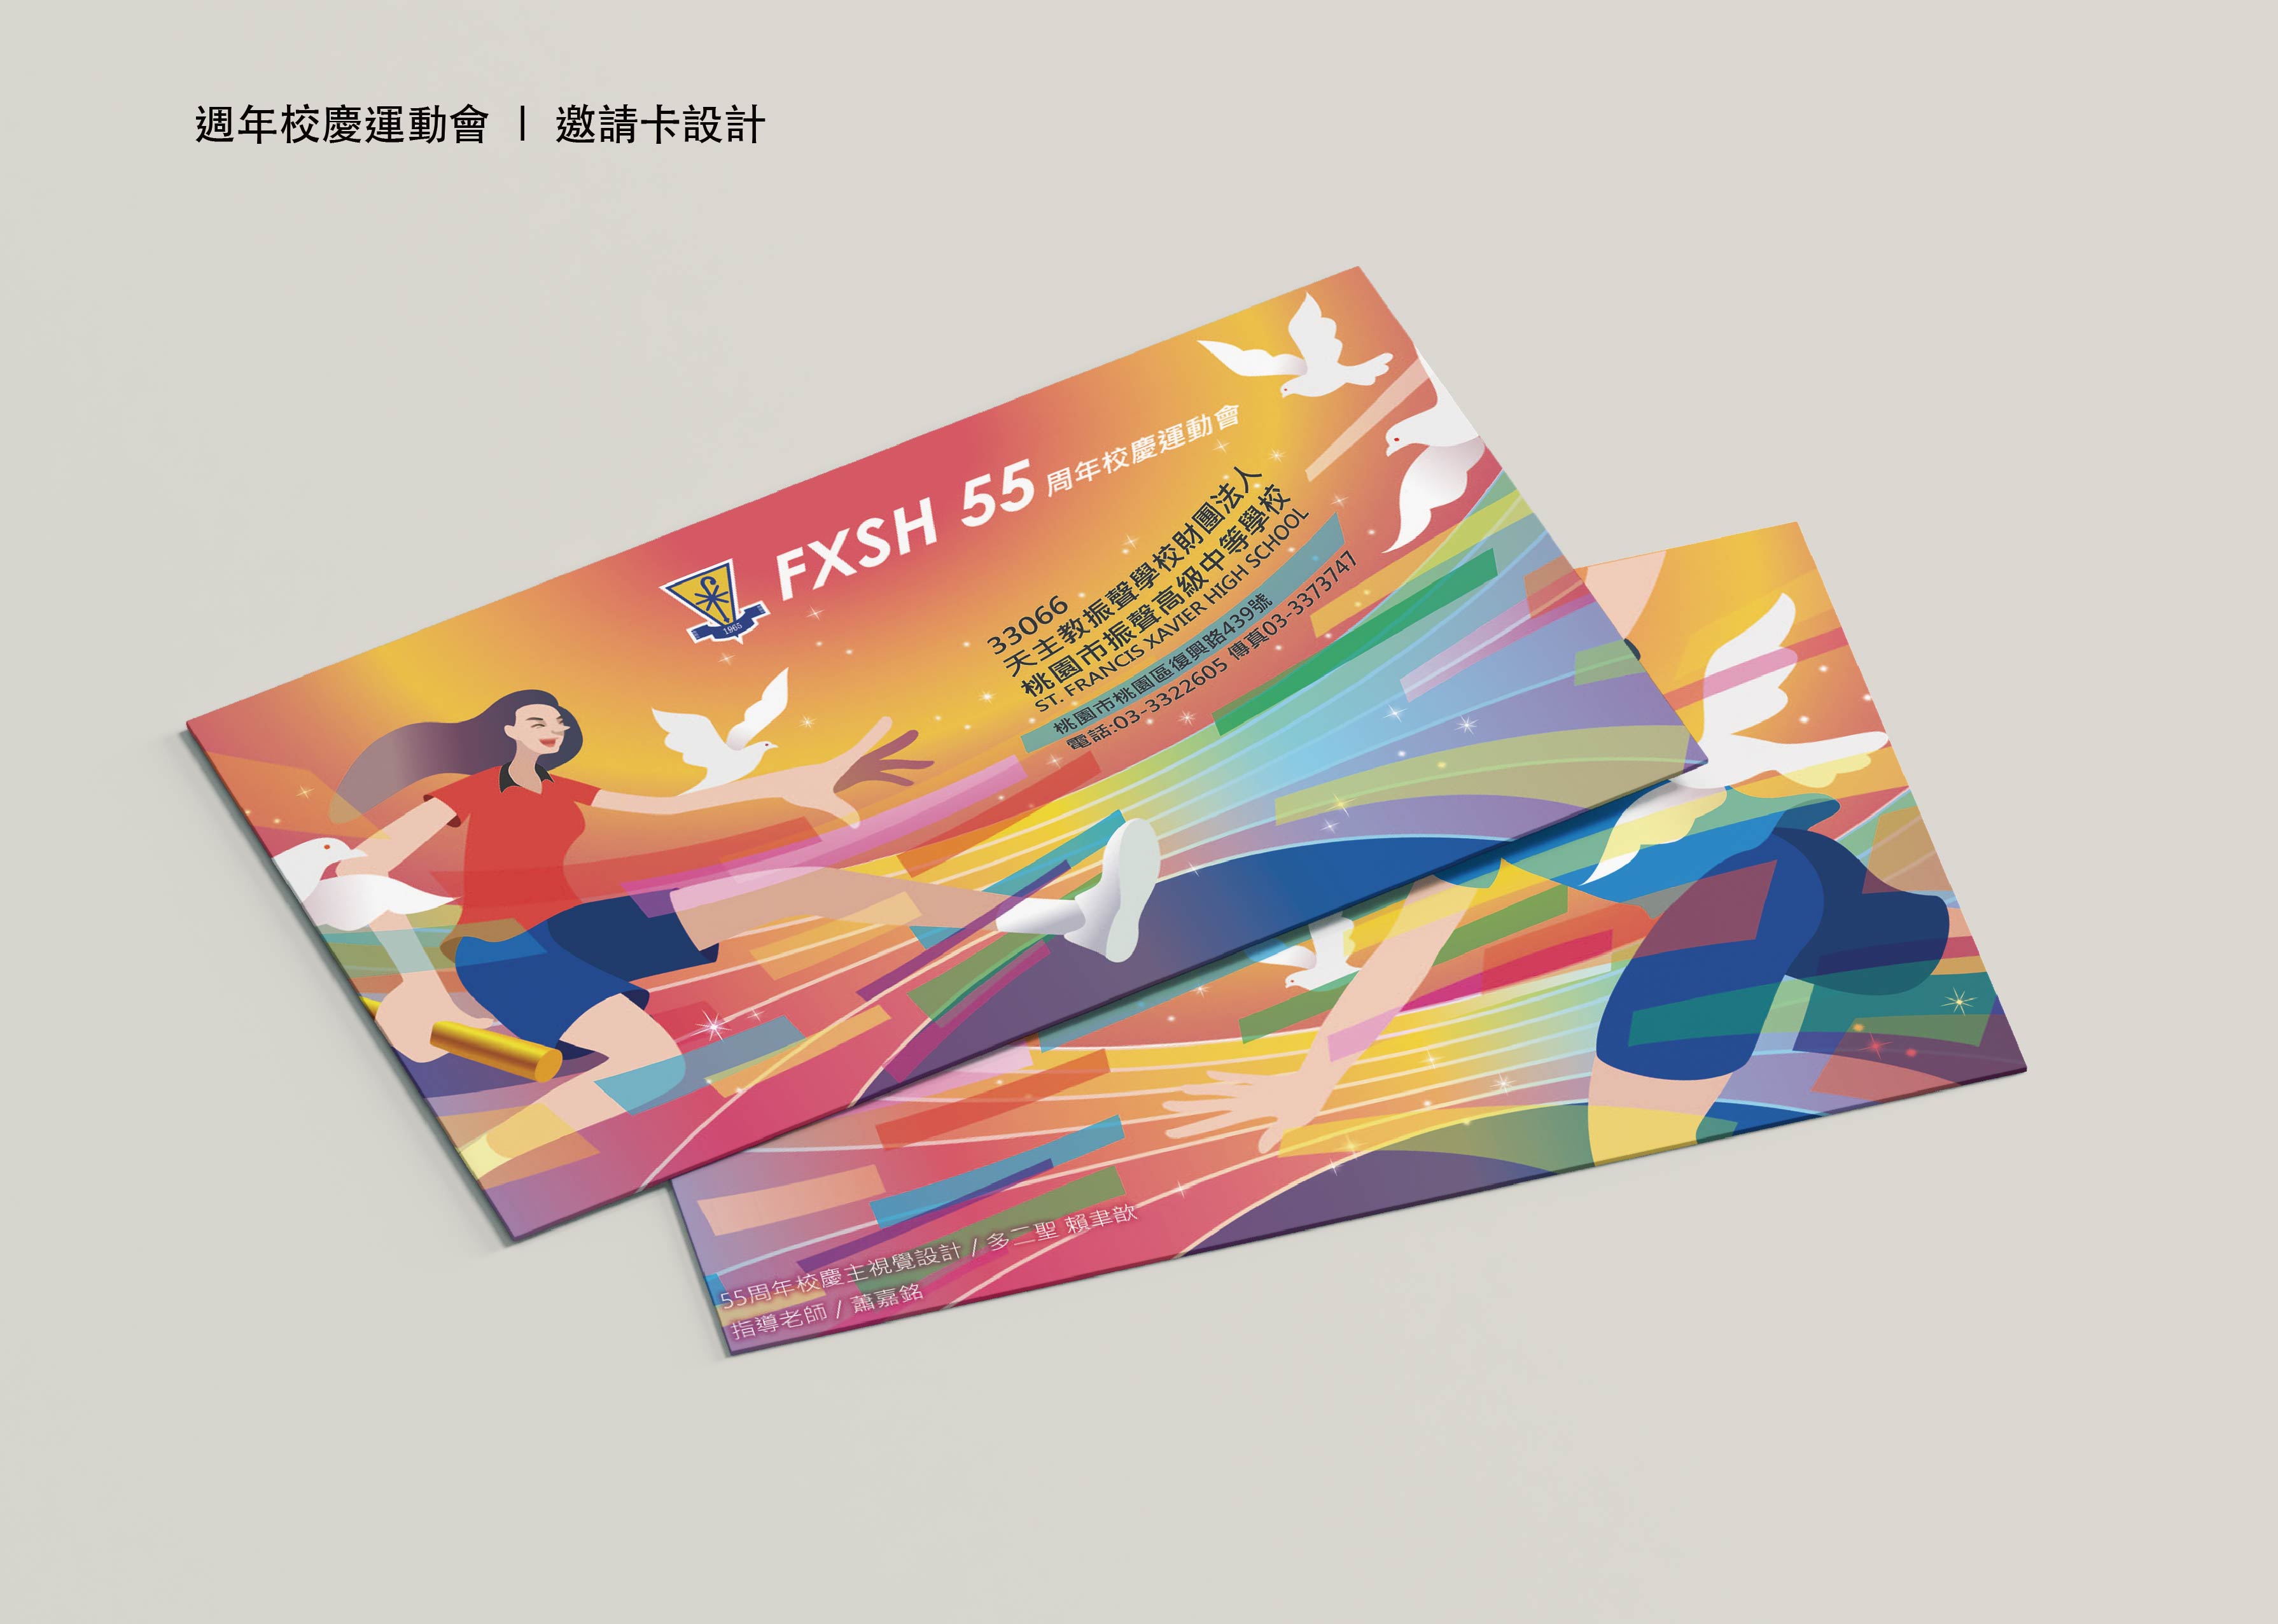 週年校慶運動會 | 邀請卡設計
FXSH 55 周年校慶運動會
1965
33066
天主教振聲學校財團法人
桃園市振聲高級中等學校
ST. FRANCIS XAVIER HIGH SCHOOL
桃園市桃園區復興路439號
電話:03-3322605 傳真03-3373747
55周年校慶主視覺設計 / 多二聖 賴聿歆
指導老師 / 蕭嘉銘